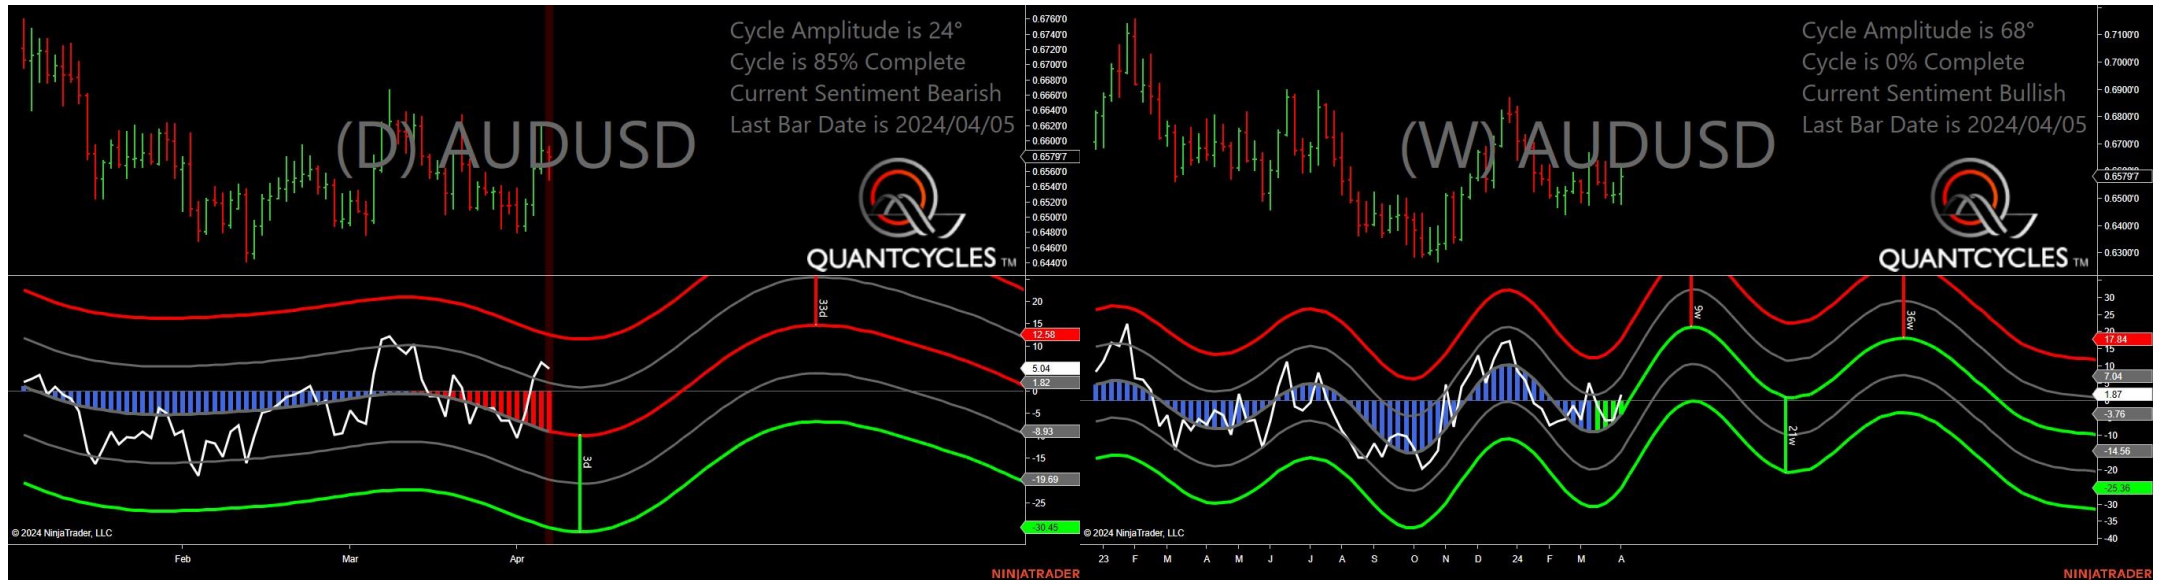 Cycle Amplitude is 24°
Cycle is 85% Complete
Current Sentiment Bearish
Last Bar Date is 2024/04/05
(D) AUDUSD
QUANTCYCLES TM
0.6760'0
0.6740'0
0.6720'0
0.6700'0
0.6680'0
0.6660'0
0.6640'0
0.6620'0
0.6600'0
0.6579'7
0.6560'0
0.6540'0
0.6520'0
0.6500'0
0.6480'0
0.6460'0
0.6440'0
33d
3d
20
15
12.58
10
5.04
1.82
0
-5
-8.93
-15
-19.69
-25
-30.45
© 2024 NinjaTrader, LLC
Feb Mar Apr
NINJATRADER
Cycle Amplitude is 68°
Cycle is 0% Complete
Current Sentiment Bullish
Last Bar Date is 2024/04/05
(W) AUDUSD
QUANTCYCLES TM
0.7100'0
0.7000'0
0.6900'0
0.6800'0
0.6700'0
0.6579'7
0.6500'0
0.6400'0
0.6300'0
9w
21w
36w
30
25
20
17.84
15
10
7.04
5
1.87
-3.76
-10
-14.56
-20
-25.36
-30
-35
-40
© 2024 NinjaTrader, LLC
23 F M A M J J A S O N D 24 F M A
NINJATRADER